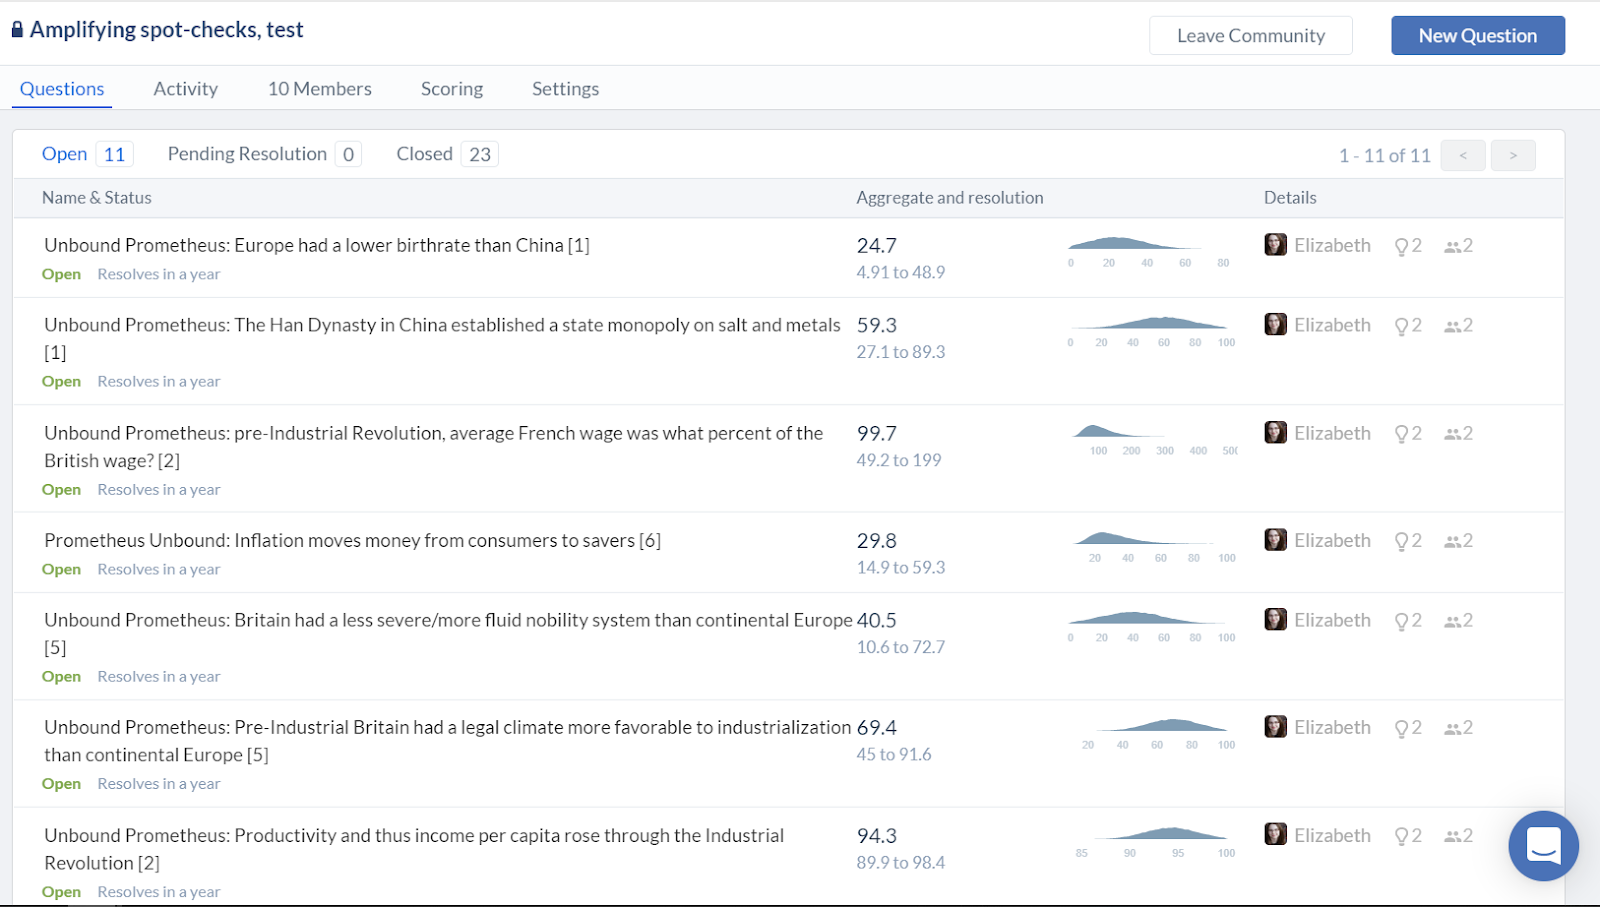 Amplifying spot-checks, test
Leave Community
New Question
Questions Activity 10 Members Scoring Settings
Open 11 Pending Resolution 0 Closed 23 1 - 11 of 11 < >
Name & Status Aggregate and resolution Details
Unbound Prometheus: Europe had a lower birthrate than China [1] 24.7 Elizabeth 2 2
Open Resolves in a year 4.91 to 48.9
0 20 40 60 80
Unbound Prometheus: The Han Dynasty in China established a state monopoly on salt and metals 59.3 Elizabeth 2 2
[1] 27.1 to 89.3
0 20 40 60 80 100
Open Resolves in a year
Unbound Prometheus: pre-Industrial Revolution, average French wage was what percent of the 99.7 Elizabeth 2 2
British wage? [2] 49.2 to 199
100 200 300 400
Open Resolves in a year
Prometheus Unbound: Inflation moves money from consumers to savers [6] 29.8 Elizabeth 2 2
Open Resolves in a year 14.9 to 59.3
20 40 60 80 100
Unbound Prometheus: Britain had a less severe/more fluid nobility system than continental Europe 40.5 Elizabeth 2 2
[5] 10.6 to 72.7
0 20 40 60 80 100
Open Resolves in a year
Unbound Prometheus: Pre-Industrial Britain had a legal climate more favorable to industrialization 69.4 Elizabeth 2 2
than continental Europe [5] 45 to 91.6
20 40 60 80 100
Open Resolves in a year
Unbound Prometheus: Productivity and thus income per capita rose through the Industrial 94.3 Elizabeth 2 2
Revolution [2] 89.9 to 98.4
85 90 95 100
Open Resolves in a year